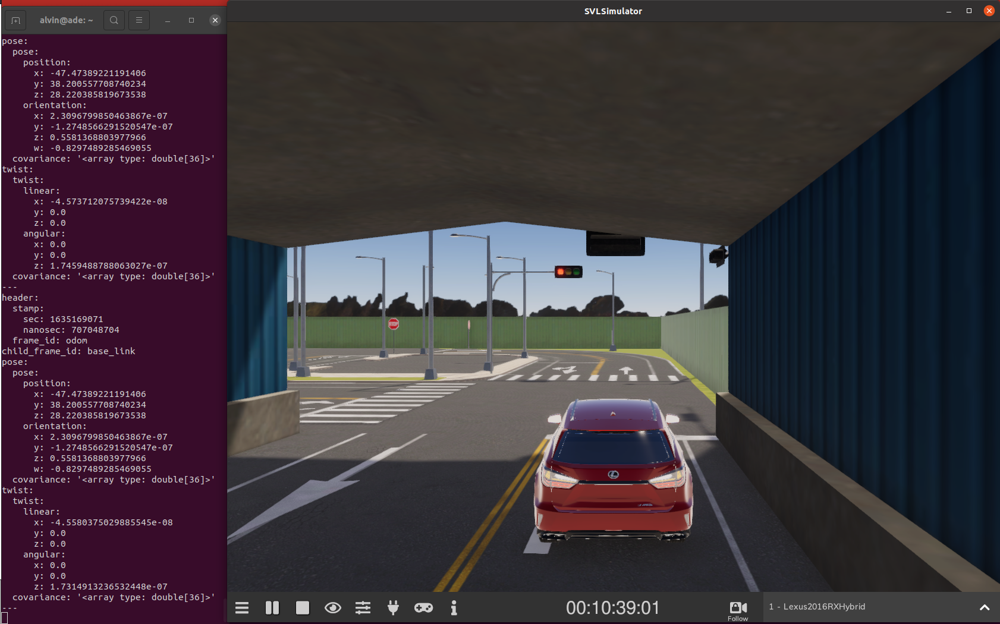 alvin@ade: ~
pose:
pose:
position:
x: -47.47389221191406
y: 38.200557708740234
z: 28.220385819673538
orientation:
x: 2.3096799850463867e-07
y: -1.2748566291520547e-07
z: 0.5581368803977966
w: -0.8297489285469055
covariance: '<array type: double[36]>'
twist:
twist:
linear:
x: -4.573712075739422e-08
y: 0.0
z: 0.0
angular:
x: 0.0
y: 0.0
z: 1.7459488788063027e-07
covariance: '<array type: double[36]>'
---
header:
stamp:
sec: 1635169071
nanosec: 707048704
frame_id: odom
child_frame_id: base_link
pose:
pose:
position:
x: -47.47389221191406
y: 38.200557708740234
z: 28.220385819673538
orientation:
x: 2.3096799850463867e-07
y: -1.2748566291520547e-07
z: 0.5581368803977966
w: -0.8297489285469055
covariance: '<array type: double[36]>'
twist:
twist:
linear:
x: -4.5580375029885545e-08
y: 0.0
z: 0.0
angular:
x: 0.0
y: 0.0
z: 1.7314913236532448e-07
covariance: '<array type: double[36]>'
---
SVLSimulator
STOP
00:10:39:01
Follow
1 - Lexus2016RXHybrid